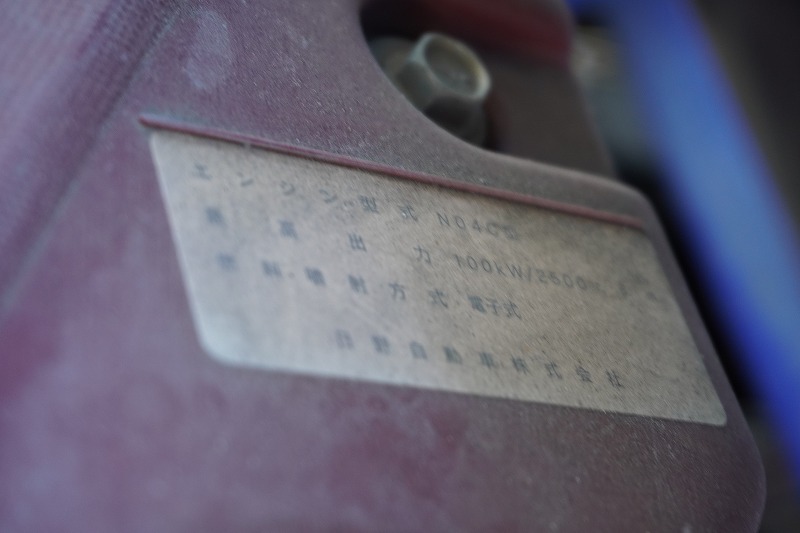 エンジン型式 N04C
最高出力 100kW/2500
燃料噴射方式 電子式
日野自動車株式会社